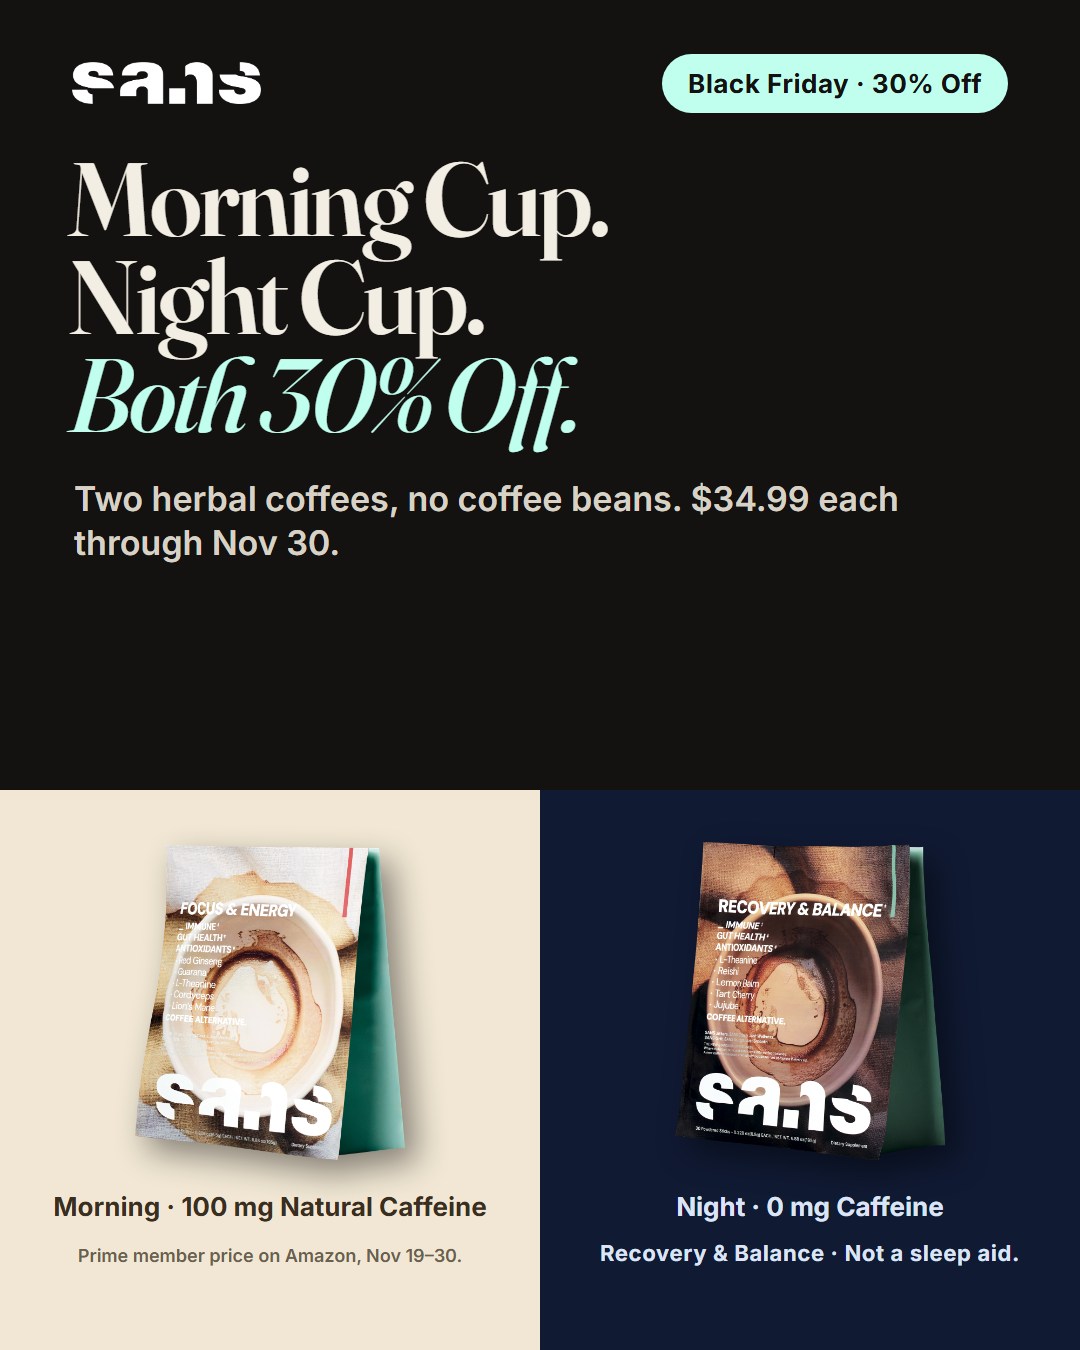 sans
Black Friday · 30% Off
Morning Cup.
Night Cup.
Both 30% Off.
Two herbal coffees, no coffee beans. $34.99 each
through Nov 30.
FOCUS & ENERGY
_ IMMUNE
GUT HEALTH
ANTIOXIDANTS
Red Ginseng
Guarana
L-Theanine
Cordyceps
Lion's Mane
COFFEE ALTERNATIVE.
sans
RECOVERY & BALANCE
_ IMMUNE
GUT HEALTH
ANTIOXIDANTS
- L-Theanine
- Reishi
- Lemon Balm
- Tart Cherry
- Jujube
COFFEE ALTERNATIVE.
sans
Dietary Supplement
Morning · 100 mg Natural Caffeine
Prime member price on Amazon, Nov 19–30.
Night · 0 mg Caffeine
Recovery & Balance · Not a sleep aid.